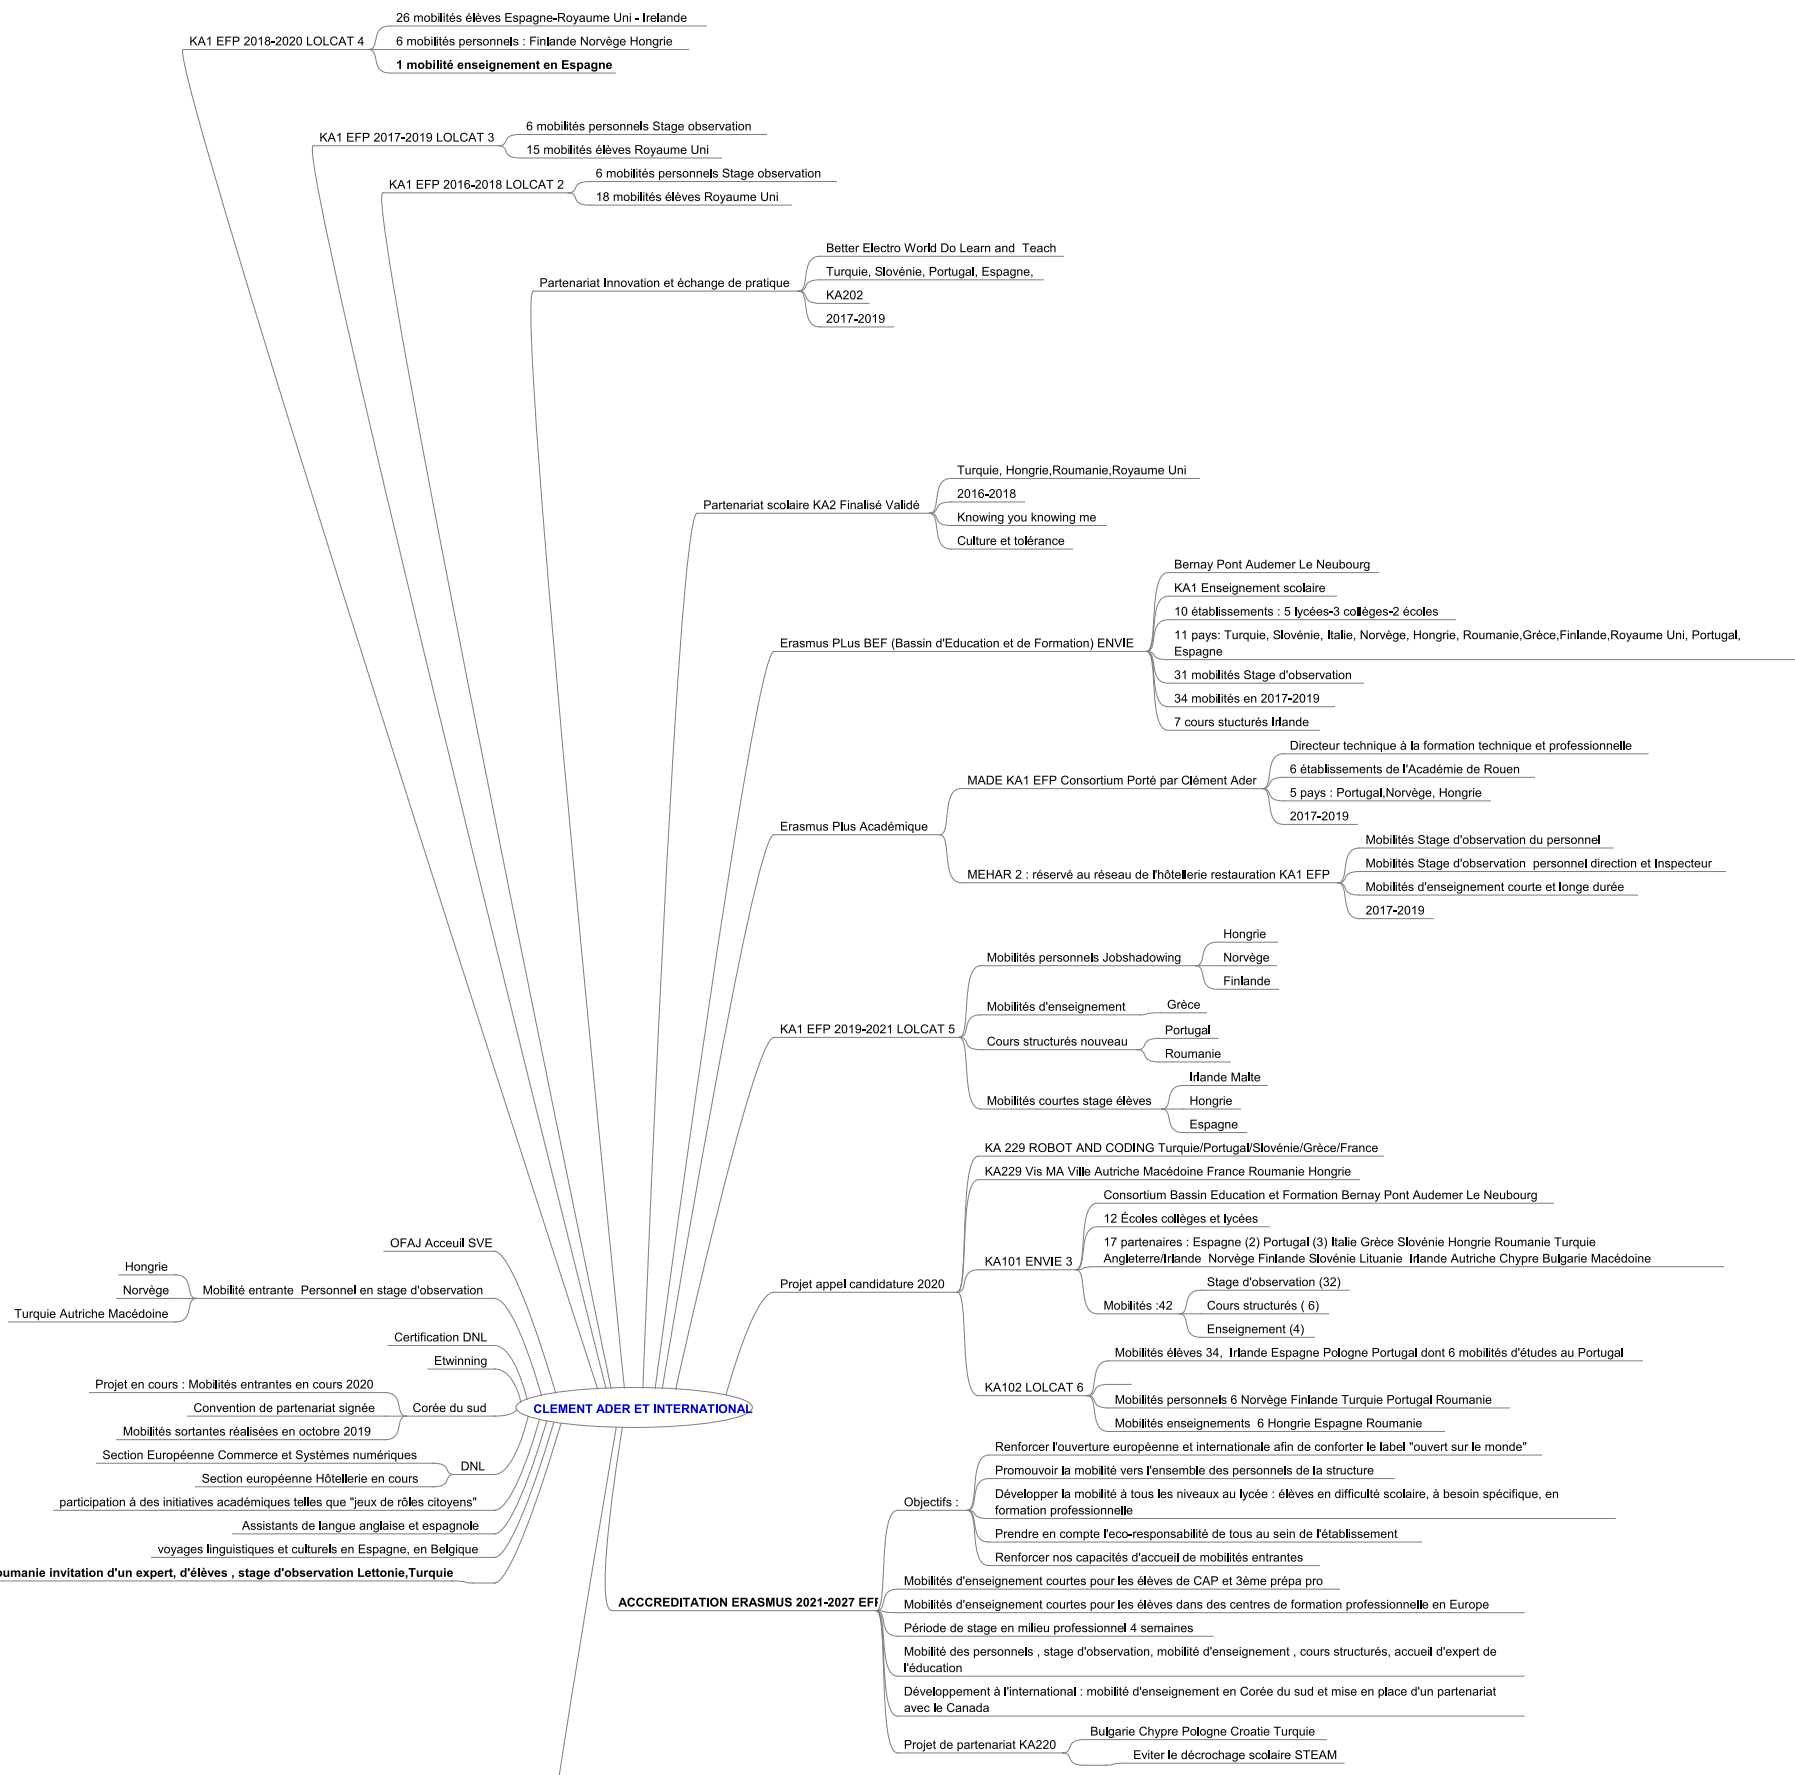 KA1 EFP 2018-2020 LOLCAT 4
26 mobilités élèves Espagne-Royaume Uni - Irelande
6 mobilités personnels : Finlande Norvège Hongrie
1 mobilité enseignement en Espagne
KA1 EFP 2017-2019 LOLCAT 3
6 mobilités personnels Stage observation
15 mobilités élèves Royaume Uni
KA1 EFP 2016-2018 LOLCAT 2
6 mobilités personnels Stage observation
18 mobilités élèves Royaume Uni
Partenariat Innovation et échange de pratique
Better Electro World Do Learn and  Teach
Turquie, Slovénie, Portugal, Espagne,
KA202
2017-2019
Partenariat scolaire KA2 Finalisé Validé
Turquie, Hongrie,Roumanie,Royaume Uni
2016-2018
Knowing you knowing me
Culture et tolérance
Erasmus PLus BEF (Bassin d'Education et de Formation) ENVIE
Bernay Pont Audemer Le Neubourg
KA1 Enseignement scolaire
10 établissements : 5 lycées-3 collèges-2 écoles
11 pays: Turquie, Slovénie, Italie, Norvège, Hongrie, Roumanie,Grèce,Finlande,Royaume Uni, Portugal,
Espagne
31 mobilités Stage d'observation
34 mobilités en 2017-2019
7 cours stucturés Irlande
Erasmus Plus Académique
MADE KA1 EFP Consortium Porté par Clément Ader
Directeur technique à la formation technique et professionnelle
6 établissements de l'Académie de Rouen
5 pays : Portugal,Norvège, Hongrie
2017-2019
MEHAR 2 : réservé au réseau de l'hôtellerie restauration KA1 EFP
Mobilités Stage d'observation du personnel
Mobilités Stage d'observation  personnel direction et Inspecteur
Mobilités d'enseignement courte et longe durée
2017-2019
KA1 EFP 2019-2021 LOLCAT 5
Mobilités personnels Jobshadowing
Hongrie
Norvège
Finlande
Mobilités d'enseignement
Grèce
Cours structurés nouveau
Portugal
Roumanie
Mobilités courtes stage élèves
Irlande Malte
Hongrie
Espagne
Projet appel candidature 2020
KA 229 ROBOT AND CODING Turquie/Portugal/Slovénie/Grèce/France
KA229 Vis MA Ville Autriche Macédoine France Roumanie Hongrie
KA101 ENVIE 3
Consortium Bassin Education et Formation Bernay Pont Audemer Le Neubourg
12 Écoles collèges et lycées
17 partenaires : Espagne (2) Portugal (3) Italie Grèce Slovénie Hongrie Roumanie Turquie
Angleterre/Irlande  Norvège Finlande Slovénie Lituanie  Irlande Autriche Chypre Bulgarie Macédoine
Mobilités :42
Stage d'observation (32)
Cours structurés ( 6)
Enseignement (4)
KA102 LOLCAT 6
Mobilités élèves 34,  Irlande Espagne Pologne Portugal dont 6 mobilités d'études au Portugal
Mobilités personnels 6 Norvège Finlande Turquie Portugal Roumanie
Mobilités enseignements  6 Hongrie Espagne Roumanie
OFAJ Acceuil SVE
Mobilité entrante  Personnel en stage d'observation
Hongrie
Norvège
Turquie Autriche Macédoine
Certification DNL
Etwinning
Corée du sud
Projet en cours : Mobilités entrantes en cours 2020
Convention de partenariat signée
Mobilités sortantes réalisées en octobre 2019
CLEMENT ADER ET INTERNATIONAL
DNL
Section Européenne Commerce et Systèmes numériques
Section européenne Hôtellerie en cours
participation à des initiatives académiques telles que "jeux de rôles citoyens"
Assistants de langue anglaise et espagnole
voyages linguistiques et culturels en Espagne, en Belgique
oumanie invitation d'un expert, d'élèves , stage d'observation Lettonie,Turquie
ACCCREDITATION ERASMUS 2021-2027 EFP
Objectifs :
Renforcer l'ouverture européenne et internationale afin de conforter le label "ouvert sur le monde"
Promouvoir la mobilité vers l'ensemble des personnels de la structure
Développer la mobilité à tous les niveaux au lycée : élèves en difficulté scolaire, à besoin spécifique, en
formation professionnelle
Prendre en compte l'eco-responsabilité de tous au sein de l'établissement
Renforcer nos capacités d'accueil de mobilités entrantes
Mobilités d'enseignement courtes pour les élèves de CAP et 3ème prépa pro
Mobilités d'enseignement courtes pour les élèves dans des centres de formation professionnelle en Europe
Période de stage en milieu professionnel 4 semaines
Mobilité des personnels , stage d'observation, mobilité d'enseignement , cours structurés, accueil d'expert de
l'éducation
Développement à l'international : mobilité d'enseignement en Corée du sud et mise en place d'un partenariat
avec le Canada
Projet de partenariat KA220
Bulgarie Chypre Pologne Croatie Turquie
Eviter le décrochage scolaire STEAM